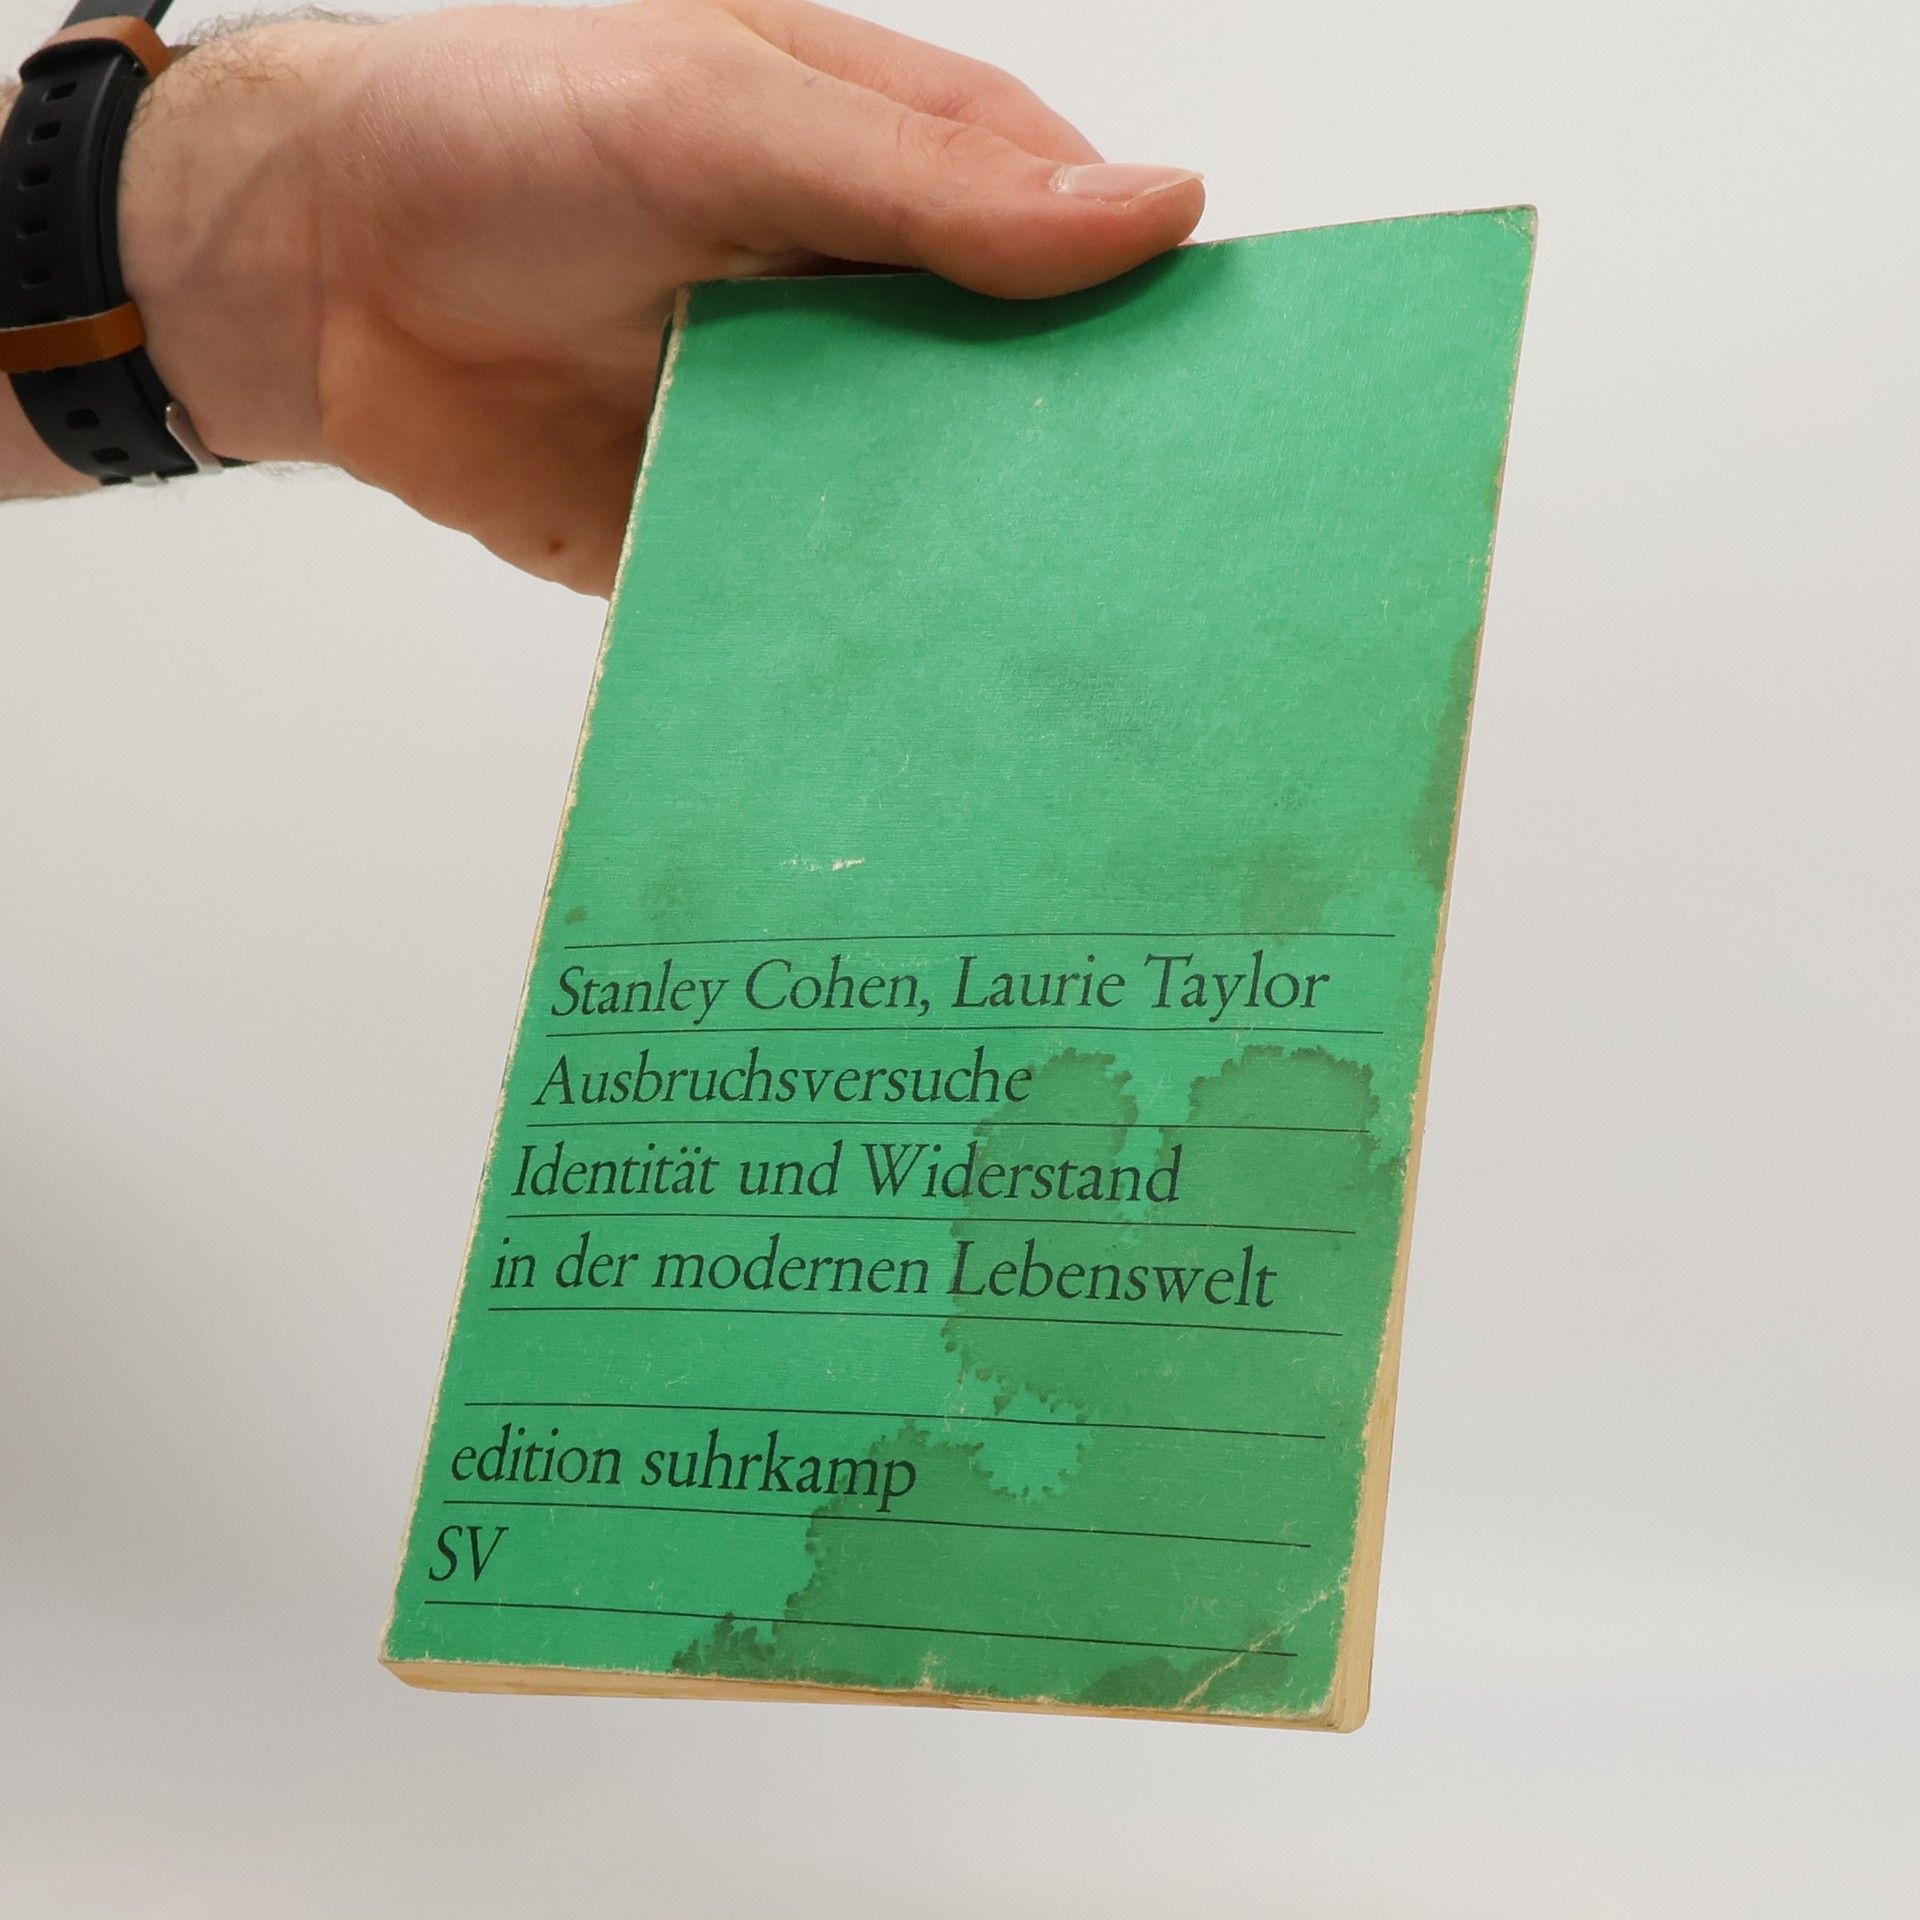 Stanley Cohen, Laurie Taylor
Ausbruchsversuche
Identität und Widerstand
in der modernen Lebenswelt
edition suhrkamp
SV